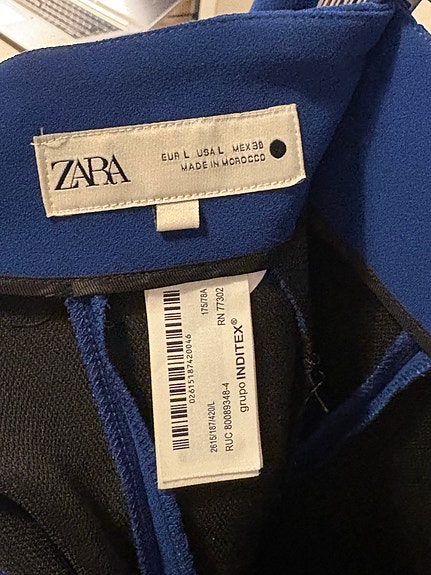 ZARA
EUR L USA L MEX 30
MADE IN MOROCCO
175/78A
RN 77302
02615187420046
2615/187/420/L
RUC 80089348-4
grupo INDITEX®